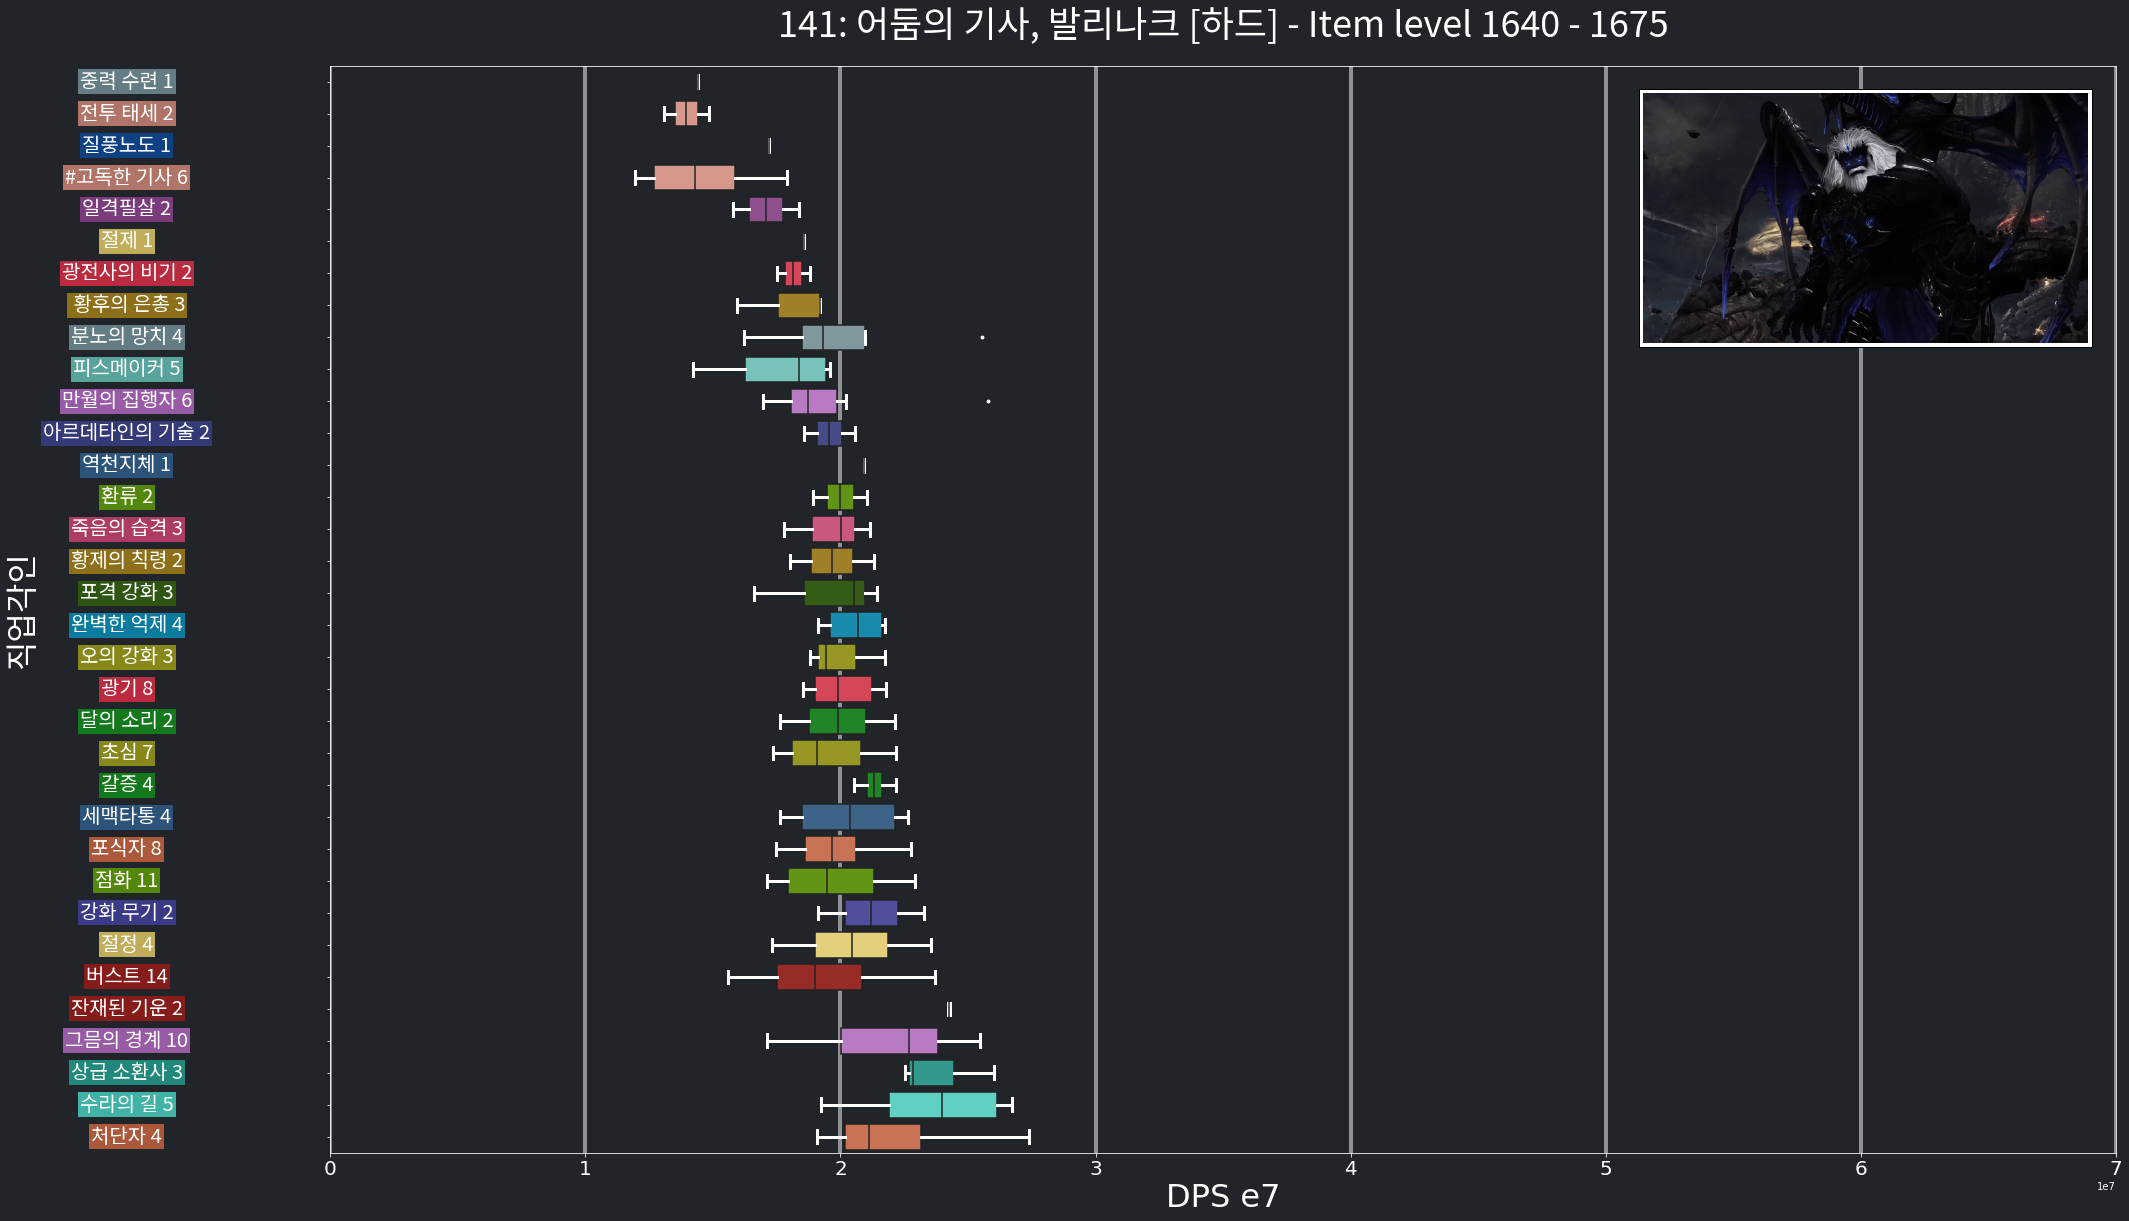 141: 어둠의 기사, 발리나크 [하드] - Item level 1640 - 1675
중력 수련 1
전투 태세 2
질풍노도 1
#고독한 기사 6
일격필살 2
절제 1
광전사의 비기 2
황후의 은총 3
분노의 망치 4
피스메이커 5
만월의 집행자 6
아르데타인의 기술 2
역천지체 1
환류 2
죽음의 습격 3
황제의 칙령 2
포격 강화 3
완벽한 억제 4
오의 강화 3
광기 8
달의 소리 2
초심 7
갈증 4
세맥타통 4
포식자 8
점화 11
강화 무기 2
절정 4
버스트 14
잔재된 기운 2
그믐의 경계 10
상급 소환사 3
수라의 길 5
처단자 4
직업각인
0 1 2 3 4 5 6 7
1e7
DPS e7